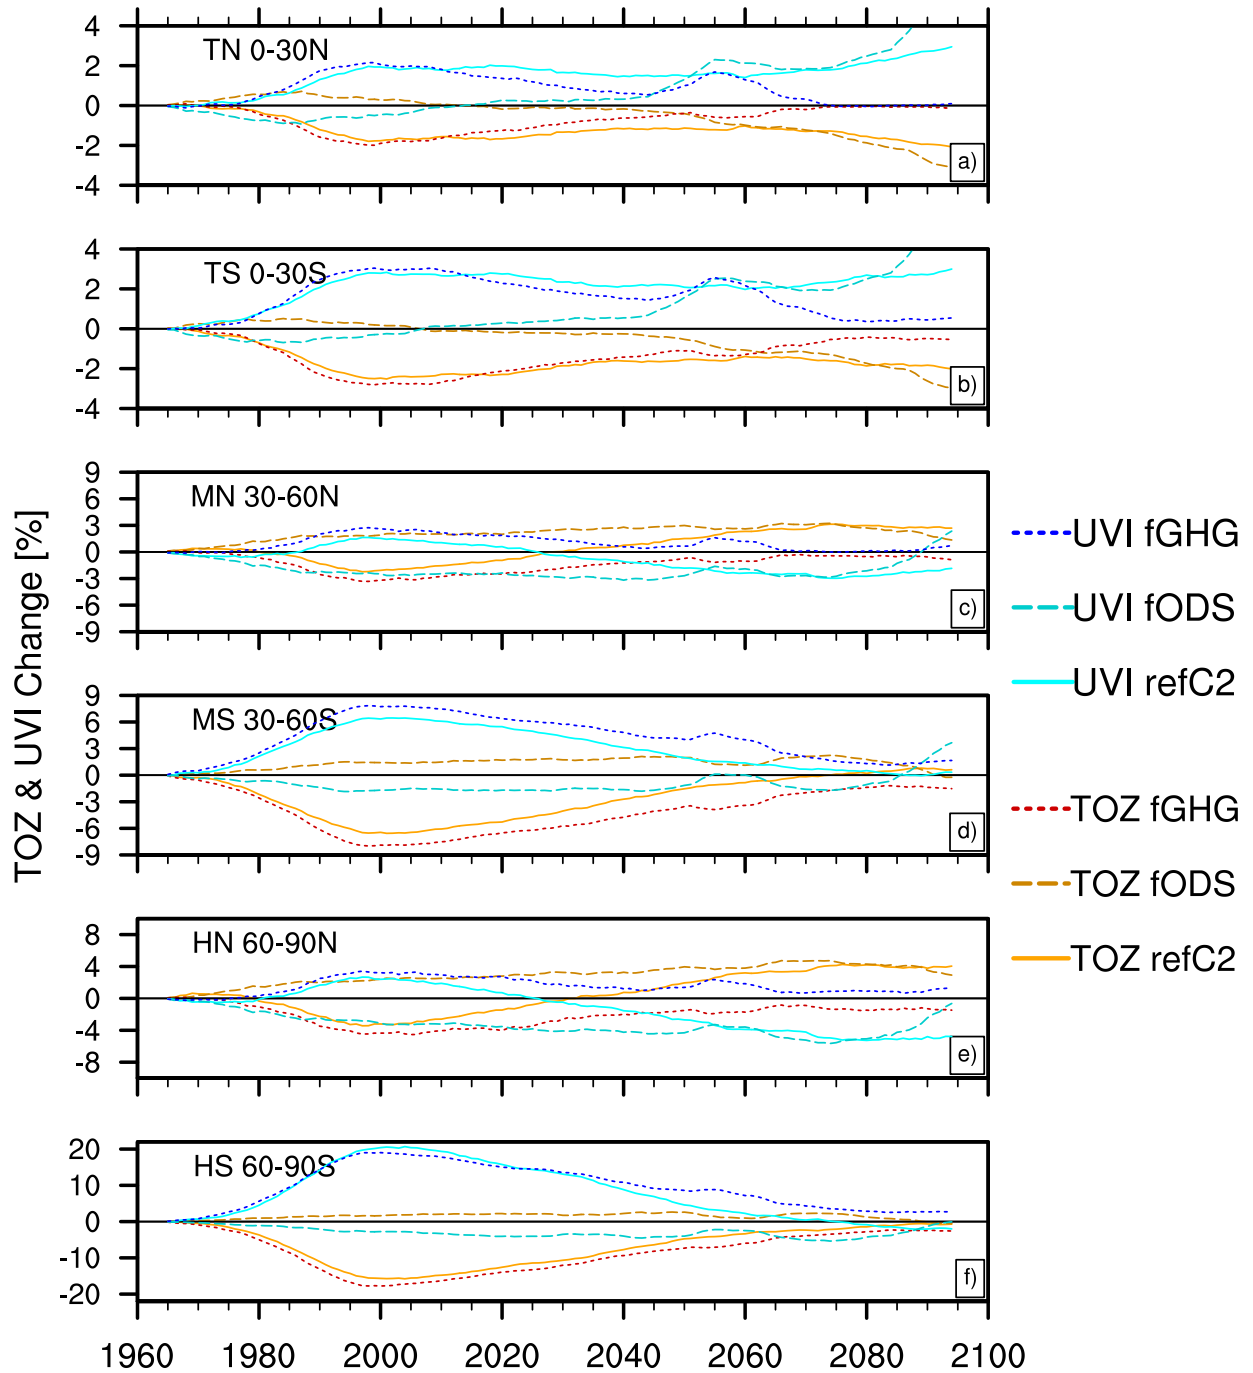 TOZ & UVI Change [%]
4
2
0
-2
-4
TN 0-30N
a)
4
2
0
-2
-4
TS 0-30S
b)
9
6
3
0
-3
-6
-9
MN 30-60N
c)
9
6
3
0
-3
-6
-9
MS 30-60S
d)
8
4
0
-4
-8
HN 60-90N
e)
20
10
0
-10
-20
HS 60-90S
f)
1960 1980 2000 2020 2040 2060 2080 2100
UVI fGHG
UVI fODS
UVI refC2
TOZ fGHG
TOZ fODS
TOZ refC2